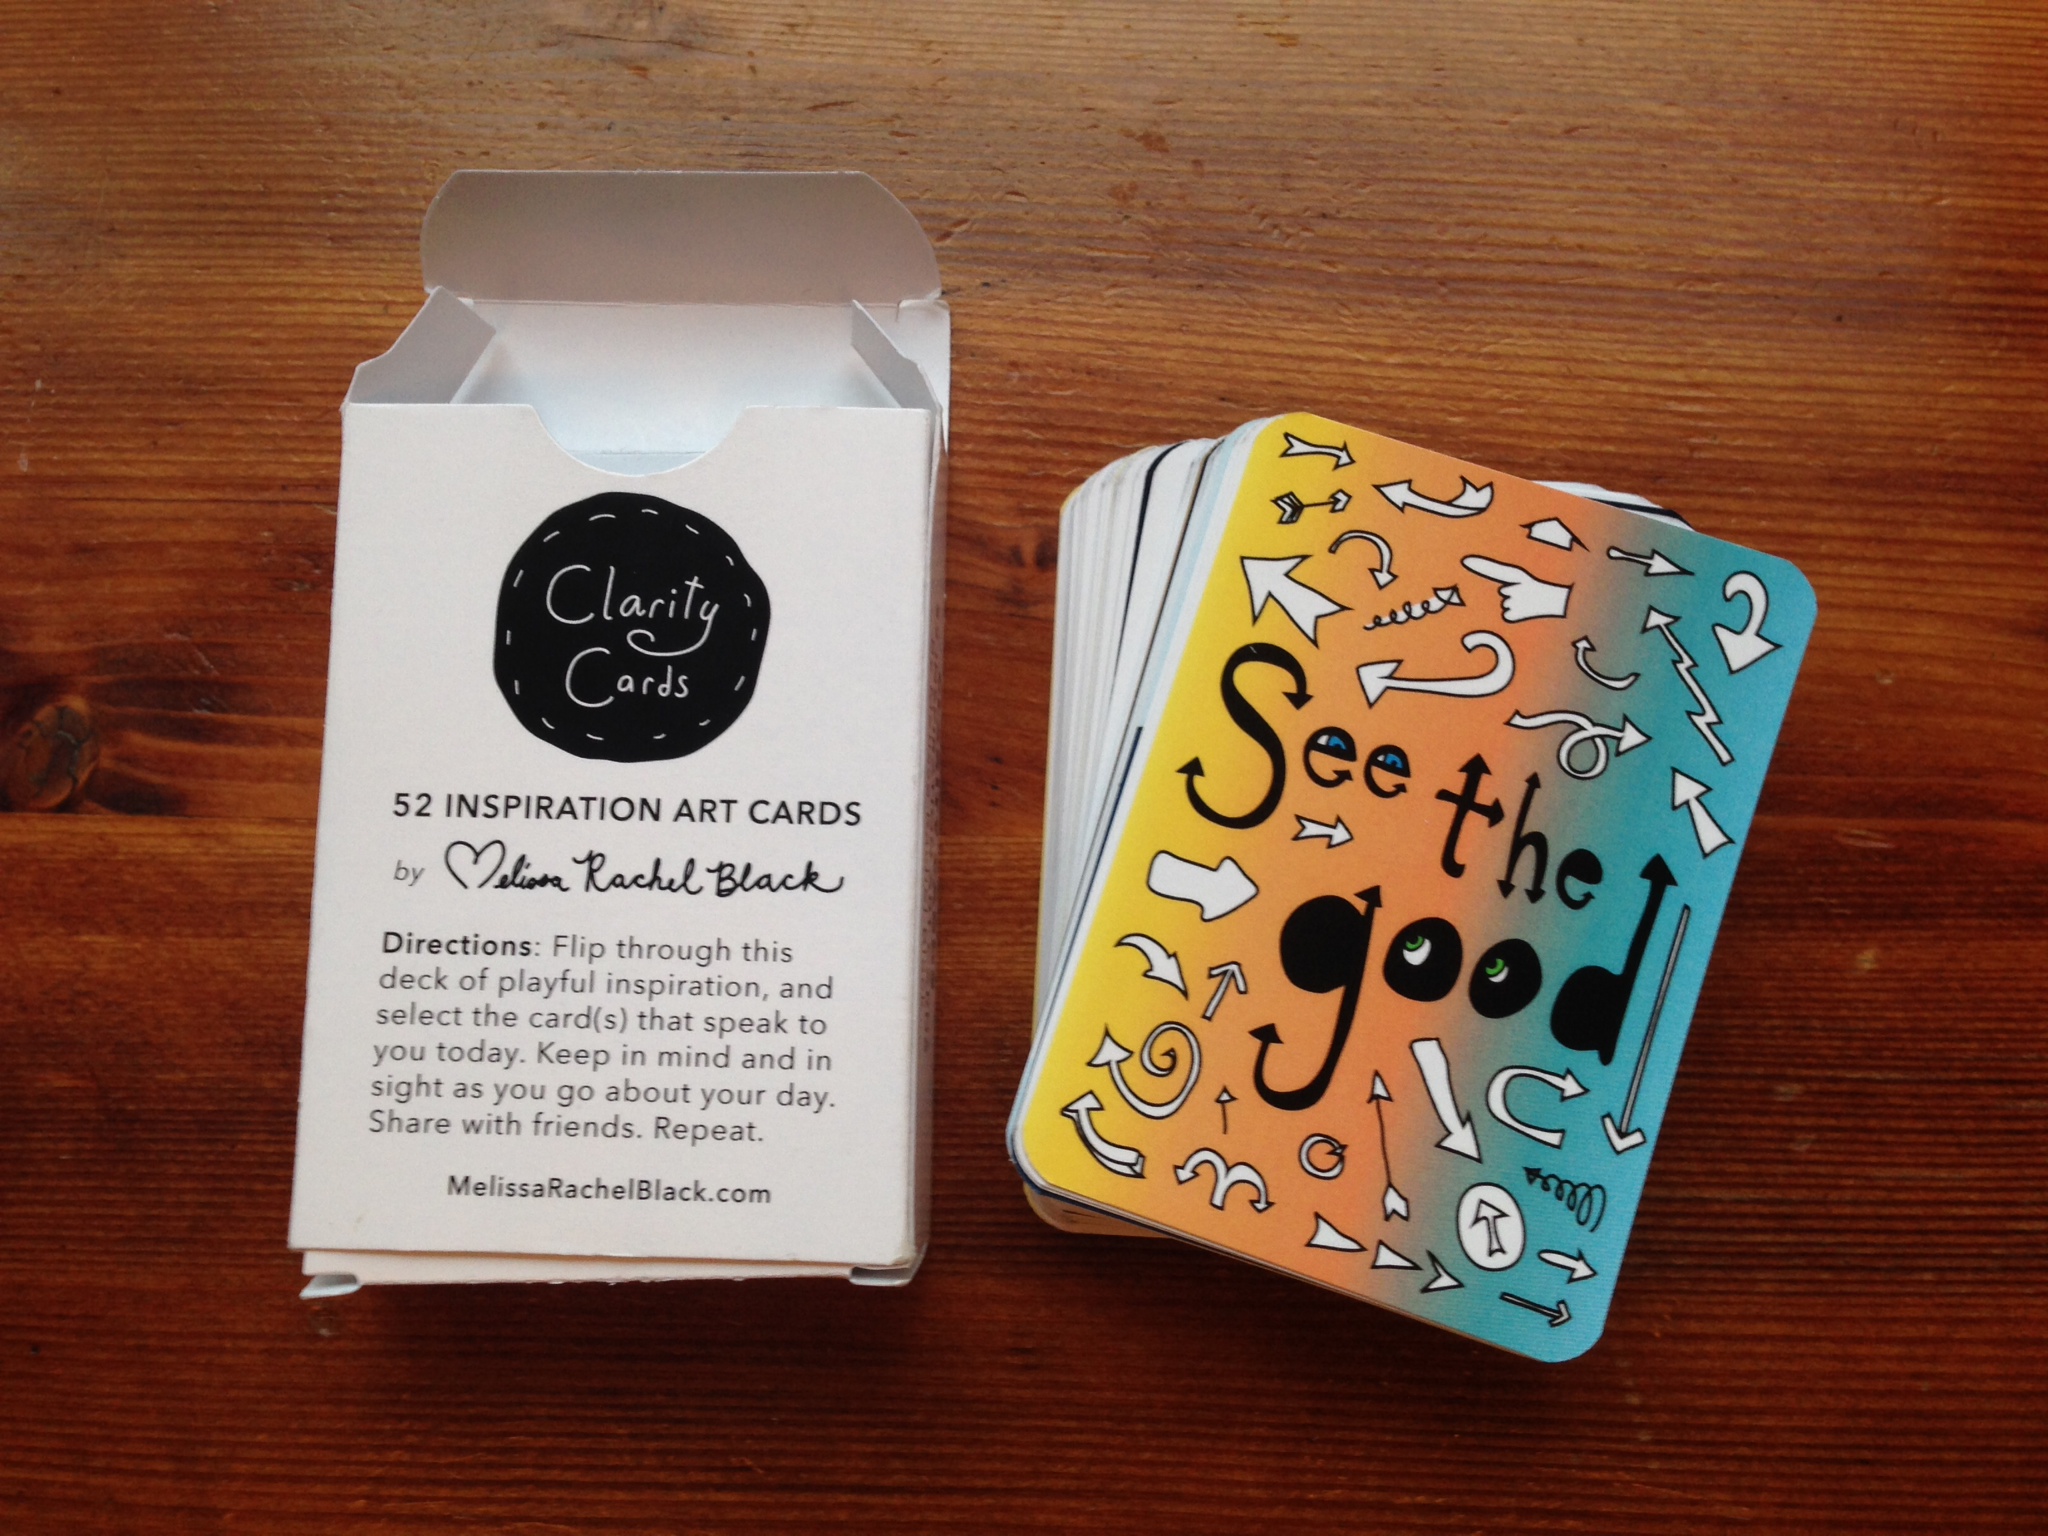 Clarity
Cards
52 INSPIRATION ART CARDS
by Melissa Rachel Black
Directions: Flip through this
deck of playful inspiration, and
select the card(s) that speak to
you today. Keep in mind and in
sight as you go about your day.
Share with friends. Repeat.
MelissaRachelBlack.com
See the
good